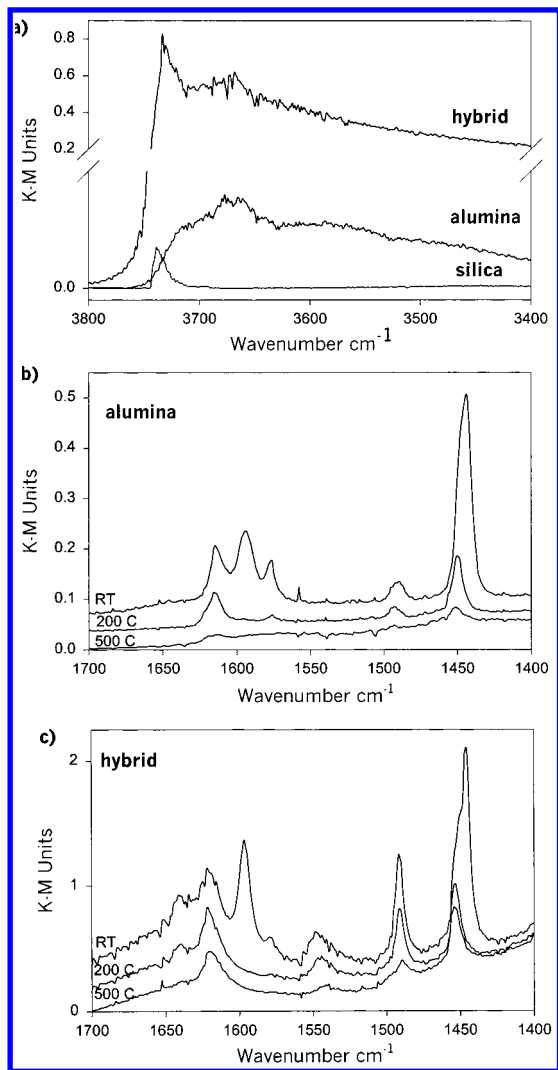 a)
0.8
0.6
0.4
0.2
0.0
K-M Units
hybrid
alumina
silica
3800 3700 3600 3500 3400
Wavenumber cm-1
b)
alumina
0.5
0.4
0.3
0.2
0.1
0.0
K-M Units
RT
200 C
500 C
1700 1650 1600 1550 1500 1450 1400
Wavenumber cm-1
c)
hybrid
2
1
0
K-M Units
RT
200 C
500 C
1700 1650 1600 1550 1500 1450 1400
Wavenumber cm-1